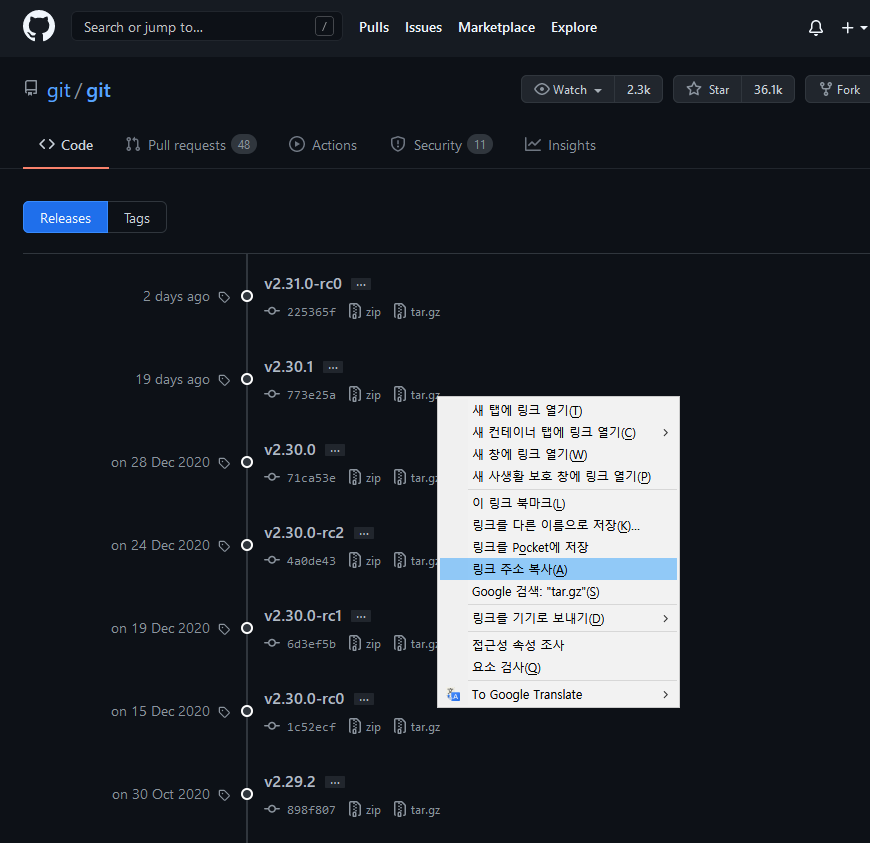 Search or jump to... /
Pulls Issues Marketplace Explore
git / git
Watch 2.3k Star 36.1k Fork
Code Pull requests 48 Actions Security 11 Insights
Releases Tags
2 days ago
v2.31.0-rc0 ...
225365f zip tar.gz
19 days ago
v2.30.1 ...
773e25a zip tar.gz
on 28 Dec 2020
v2.30.0 ...
71ca53e zip tar.gz
on 24 Dec 2020
v2.30.0-rc2 ...
4a0de43 zip tar.gz
on 19 Dec 2020
v2.30.0-rc1 ...
6d3ef5b zip tar.gz
on 15 Dec 2020
v2.30.0-rc0 ...
1c52ecf zip tar.gz
on 30 Oct 2020
v2.29.2 ...
898f807 zip tar.gz
새 탭에 링크 열기(T)
새 컨테이너 탭에 링크 열기(C)
새 창에 링크 열기(W)
새 사생활 보호 창에 링크 열기(P)
이 링크 북마크(L)
링크를 다른 이름으로 저장(K)...
링크를 Pocket에 저장
링크 주소 복사(A)
Google 검색: "tar.gz"(S)
링크를 기기로 보내기(D)
접근성 속성 조사
요소 검사(Q)
To Google Translate